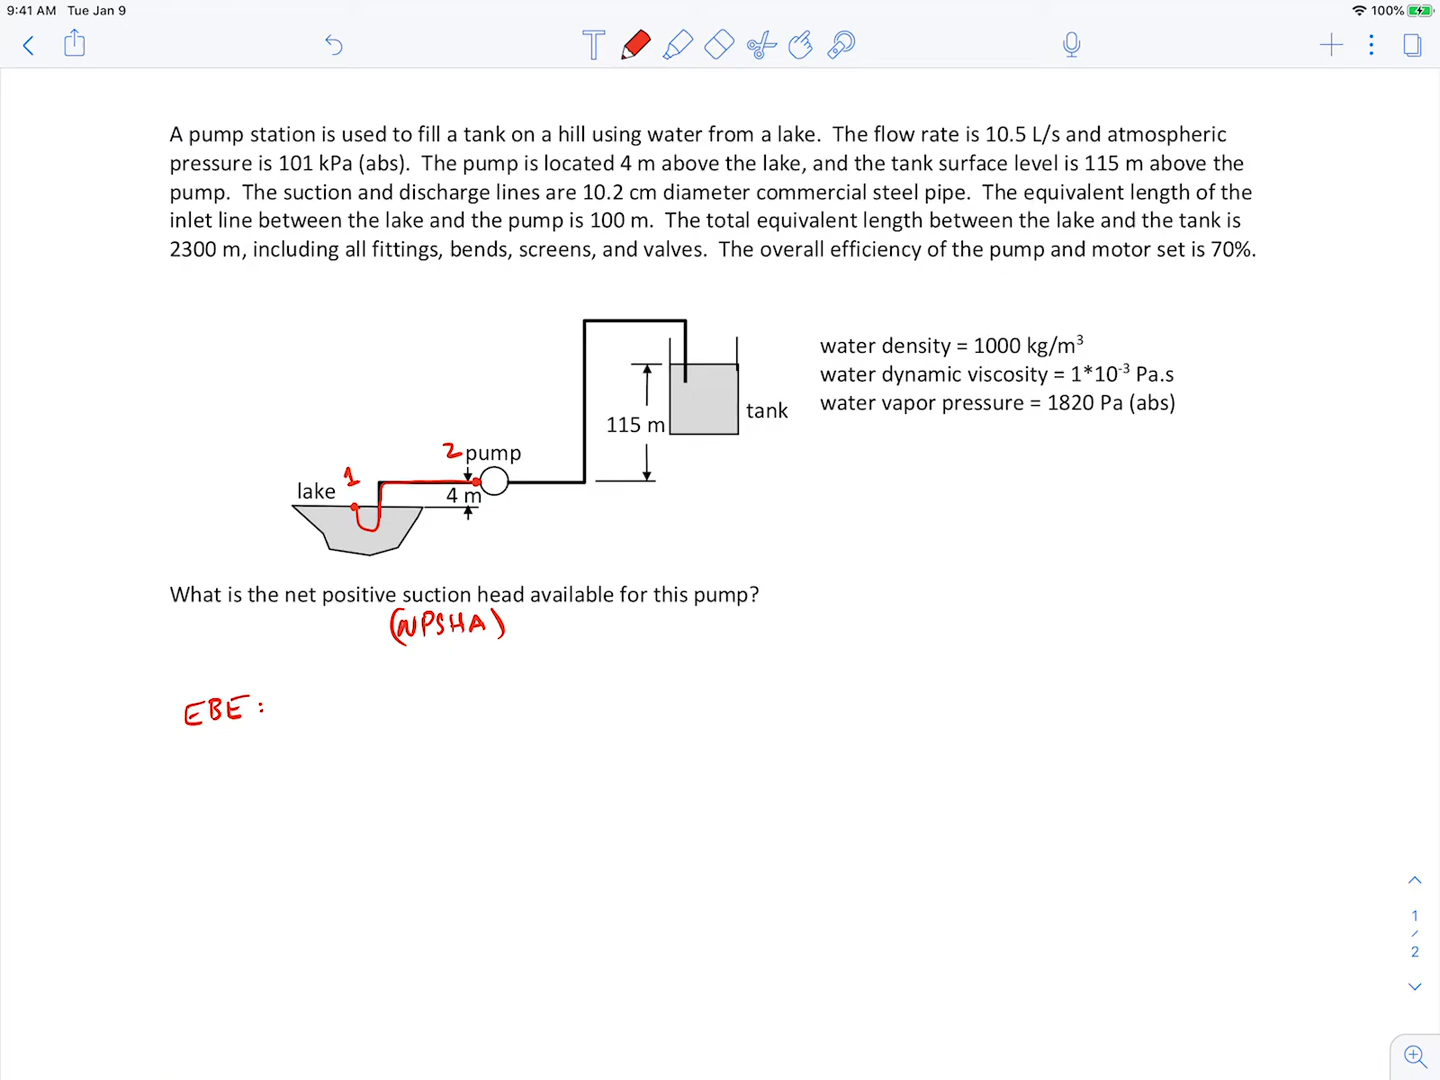 9:41 AM Tue Jan 9
100%
A pump station is used to fill a tank on a hill using water from a lake. The flow rate is 10.5 L/s and atmospheric
pressure is 101 kPa (abs). The pump is located 4 m above the lake, and the tank surface level is 115 m above the
pump. The suction and discharge lines are 10.2 cm diameter commercial steel pipe. The equivalent length of the
inlet line between the lake and the pump is 100 m. The total equivalent length between the lake and the tank is
2300 m, including all fittings, bends, screens, and valves. The overall efficiency of the pump and motor set is 70%.
water density = 1000 kg/m³
water dynamic viscosity = 1*10⁻³ Pa.s
water vapor pressure = 1820 Pa (abs)
tank
115 m
2 pump
1
lake
4 m
What is the net positive suction head available for this pump?
(NPSHA)
EBE:
1
/
2